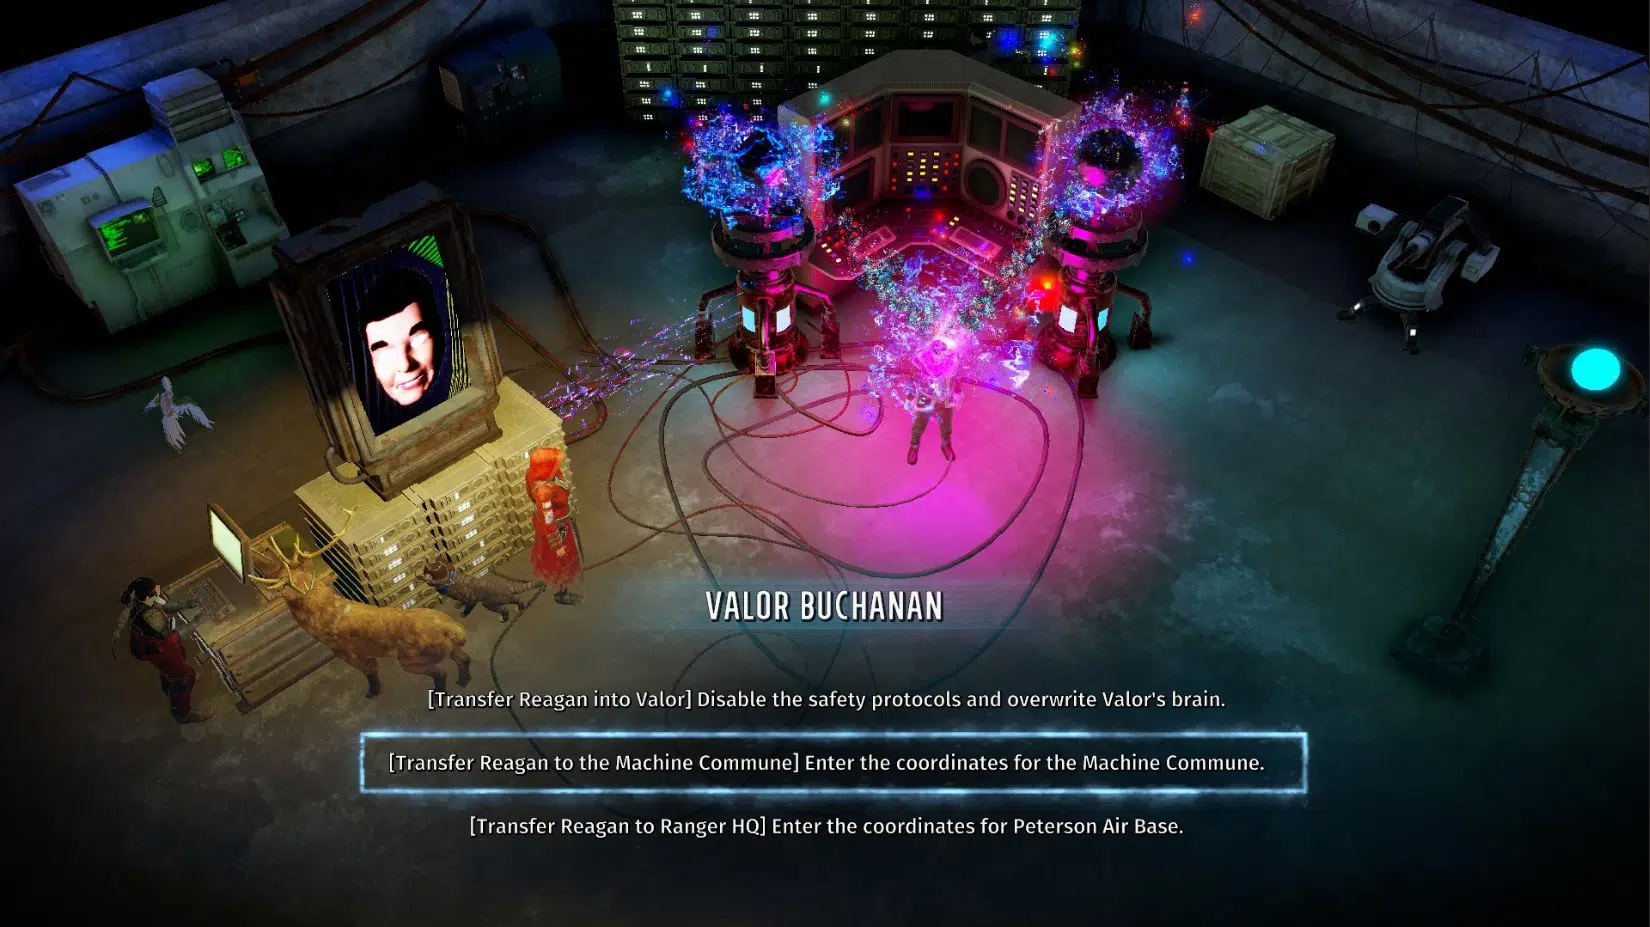 VALOR BUCHANAN
[Transfer Reagan into Valor] Disable the safety protocols and overwrite Valor's brain.
[Transfer Reagan to the Machine Commune] Enter the coordinates for the Machine Commune.
[Transfer Reagan to Ranger HQ] Enter the coordinates for Peterson Air Base.